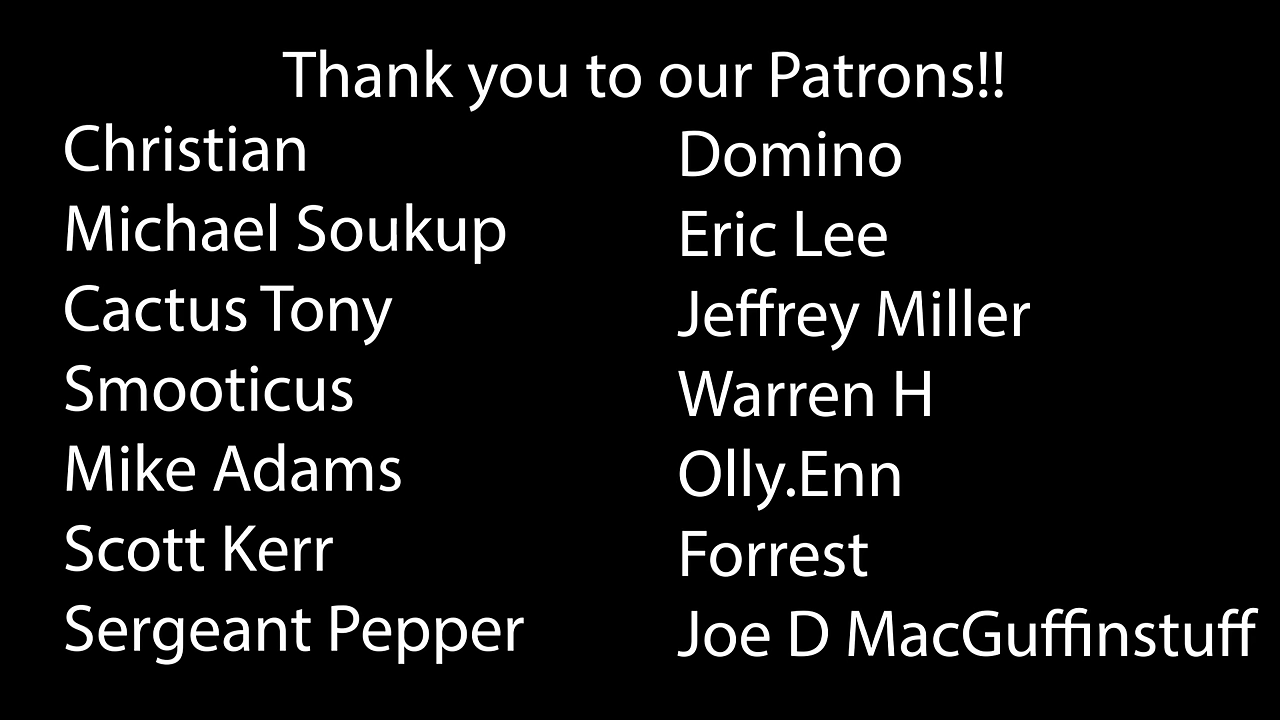 Thank you to our Patrons!!
Christian
Michael Soukup
Cactus Tony
Smooticus
Mike Adams
Scott Kerr
Sergeant Pepper
Domino
Eric Lee
Jeffrey Miller
Warren H
Olly.Enn
Forrest
Joe D MacGuffinstuff